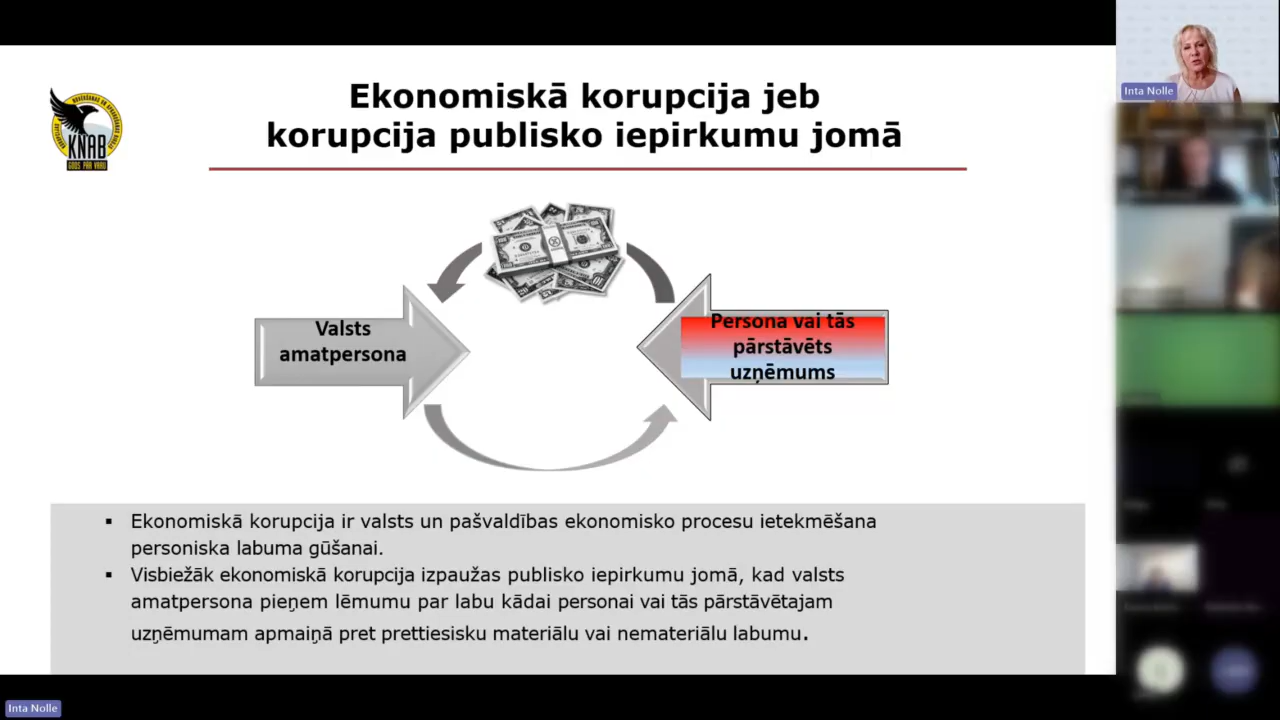 Ekonomiskā korupcija jeb
korupcija publisko iepirkumu jomā
KNAB
GODS PAR VARU
Valsts
amatpersona
Persona vai tās
pārstāvēts
uzņēmums
▪ Ekonomiskā korupcija ir valsts un pašvaldības ekonomisko procesu ietekmēšana
personiska labuma gūšanai.
▪ Visbiežāk ekonomiskā korupcija izpaužas publisko iepirkumu jomā, kad valsts
amatpersona pieņem lēmumu par labu kādai personai vai tās pārstāvētajam
uzņēmumam apmaiņā pret prettiesisku materiālu vai nemateriālu labumu.
Inta Nolle
Inta Nolle